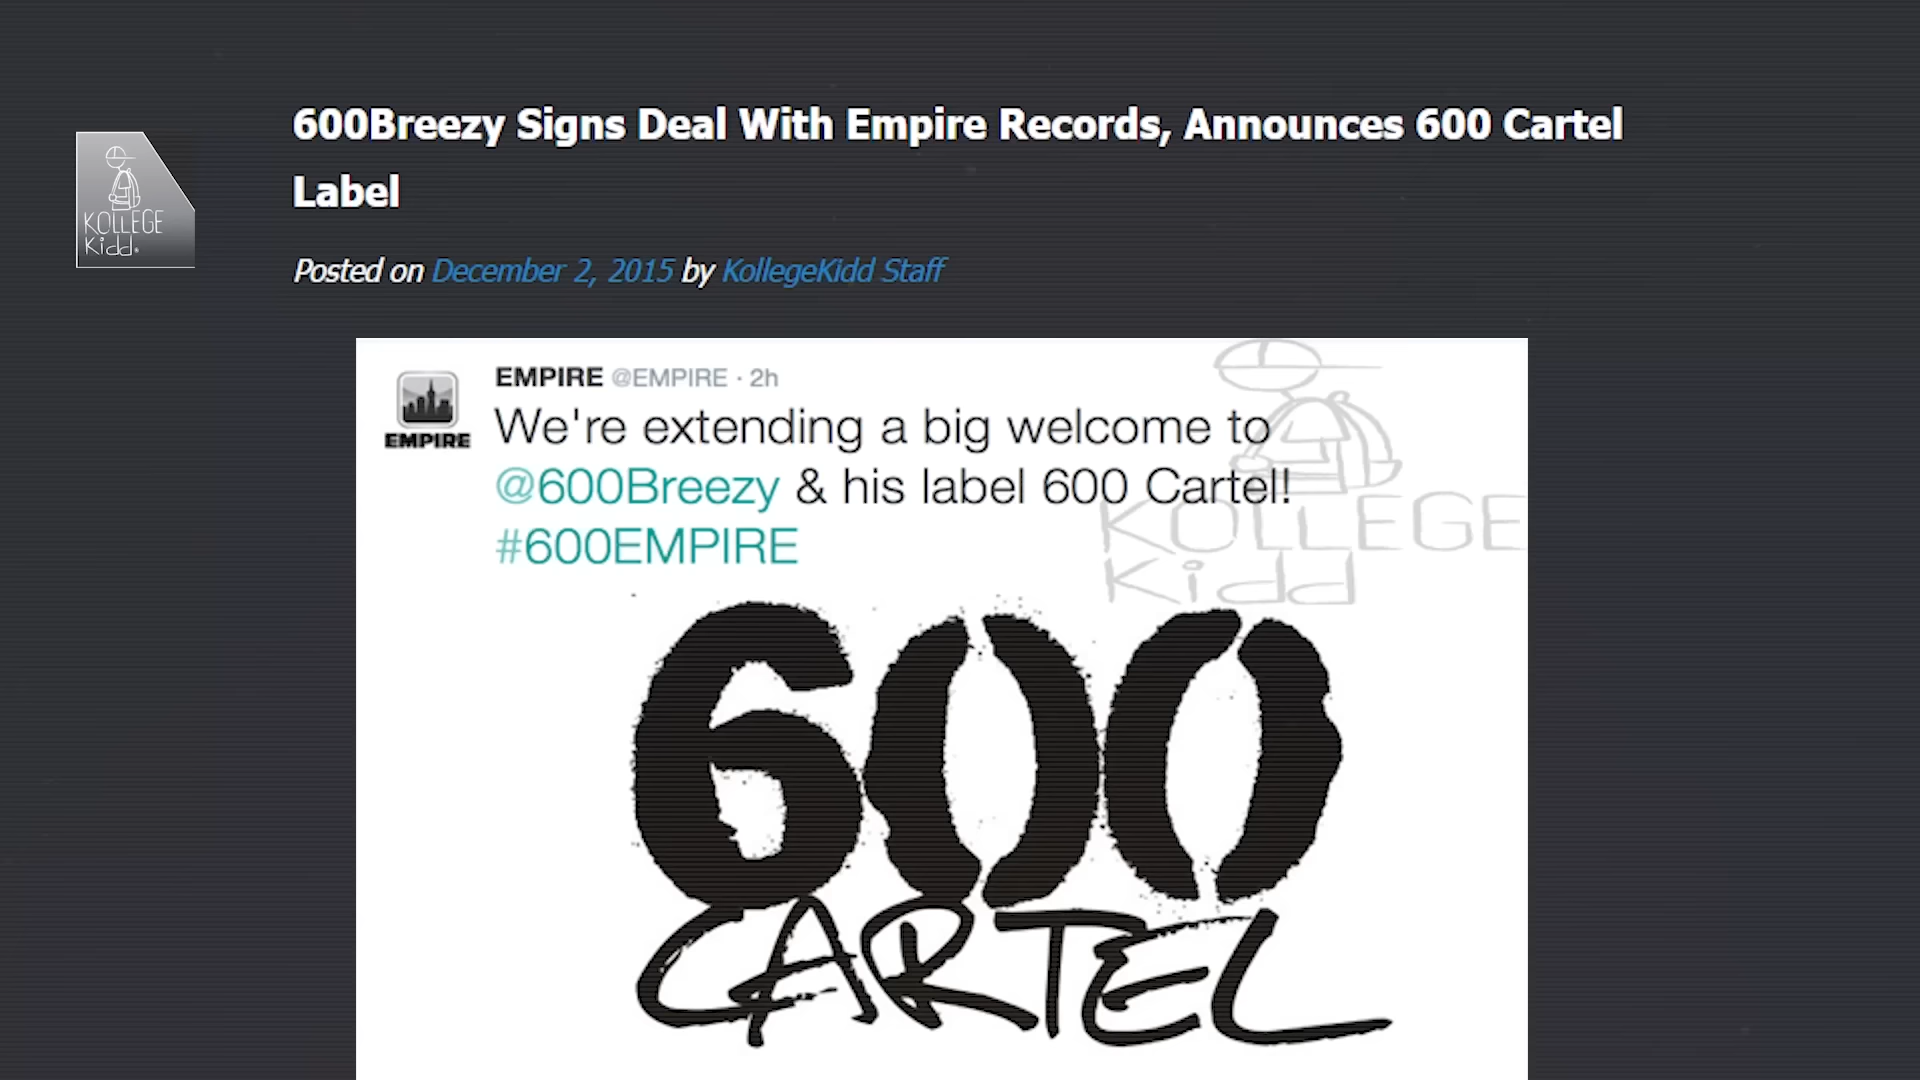 600Breezy Signs Deal With Empire Records, Announces 600 Cartel
Label
KOLLEGE
Kidd
Posted on December 2, 2015 by KollegeKidd Staff
EMPIRE @EMPIRE · 2h
EMPIRE
We're extending a big welcome to
@600Breezy & his label 600 Cartel!
#600EMPIRE
KOLLEGE
Kidd
600
CARTEL